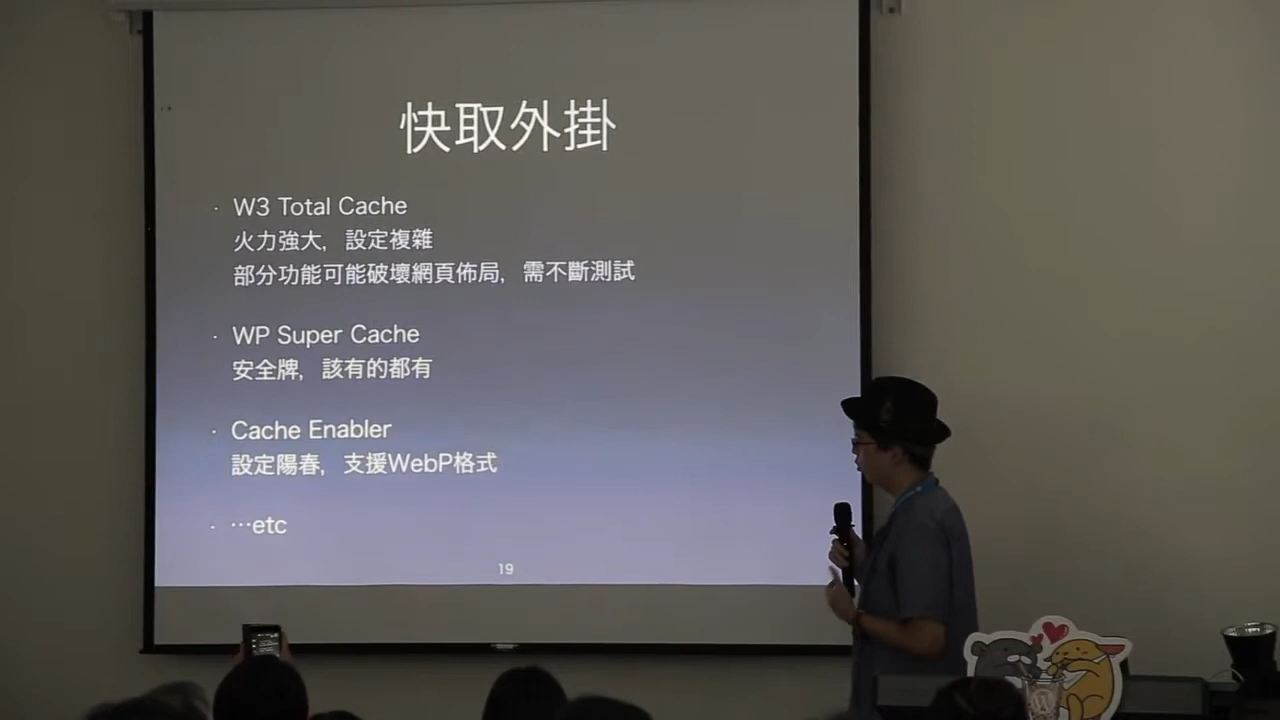 快取外掛
· W3 Total Cache
火力強大，設定複雜
部分功能可能破壞網頁佈局，需不斷測試
· WP Super Cache
安全牌，該有的都有
· Cache Enabler
設定陽春，支援WebP格式
· …etc
19